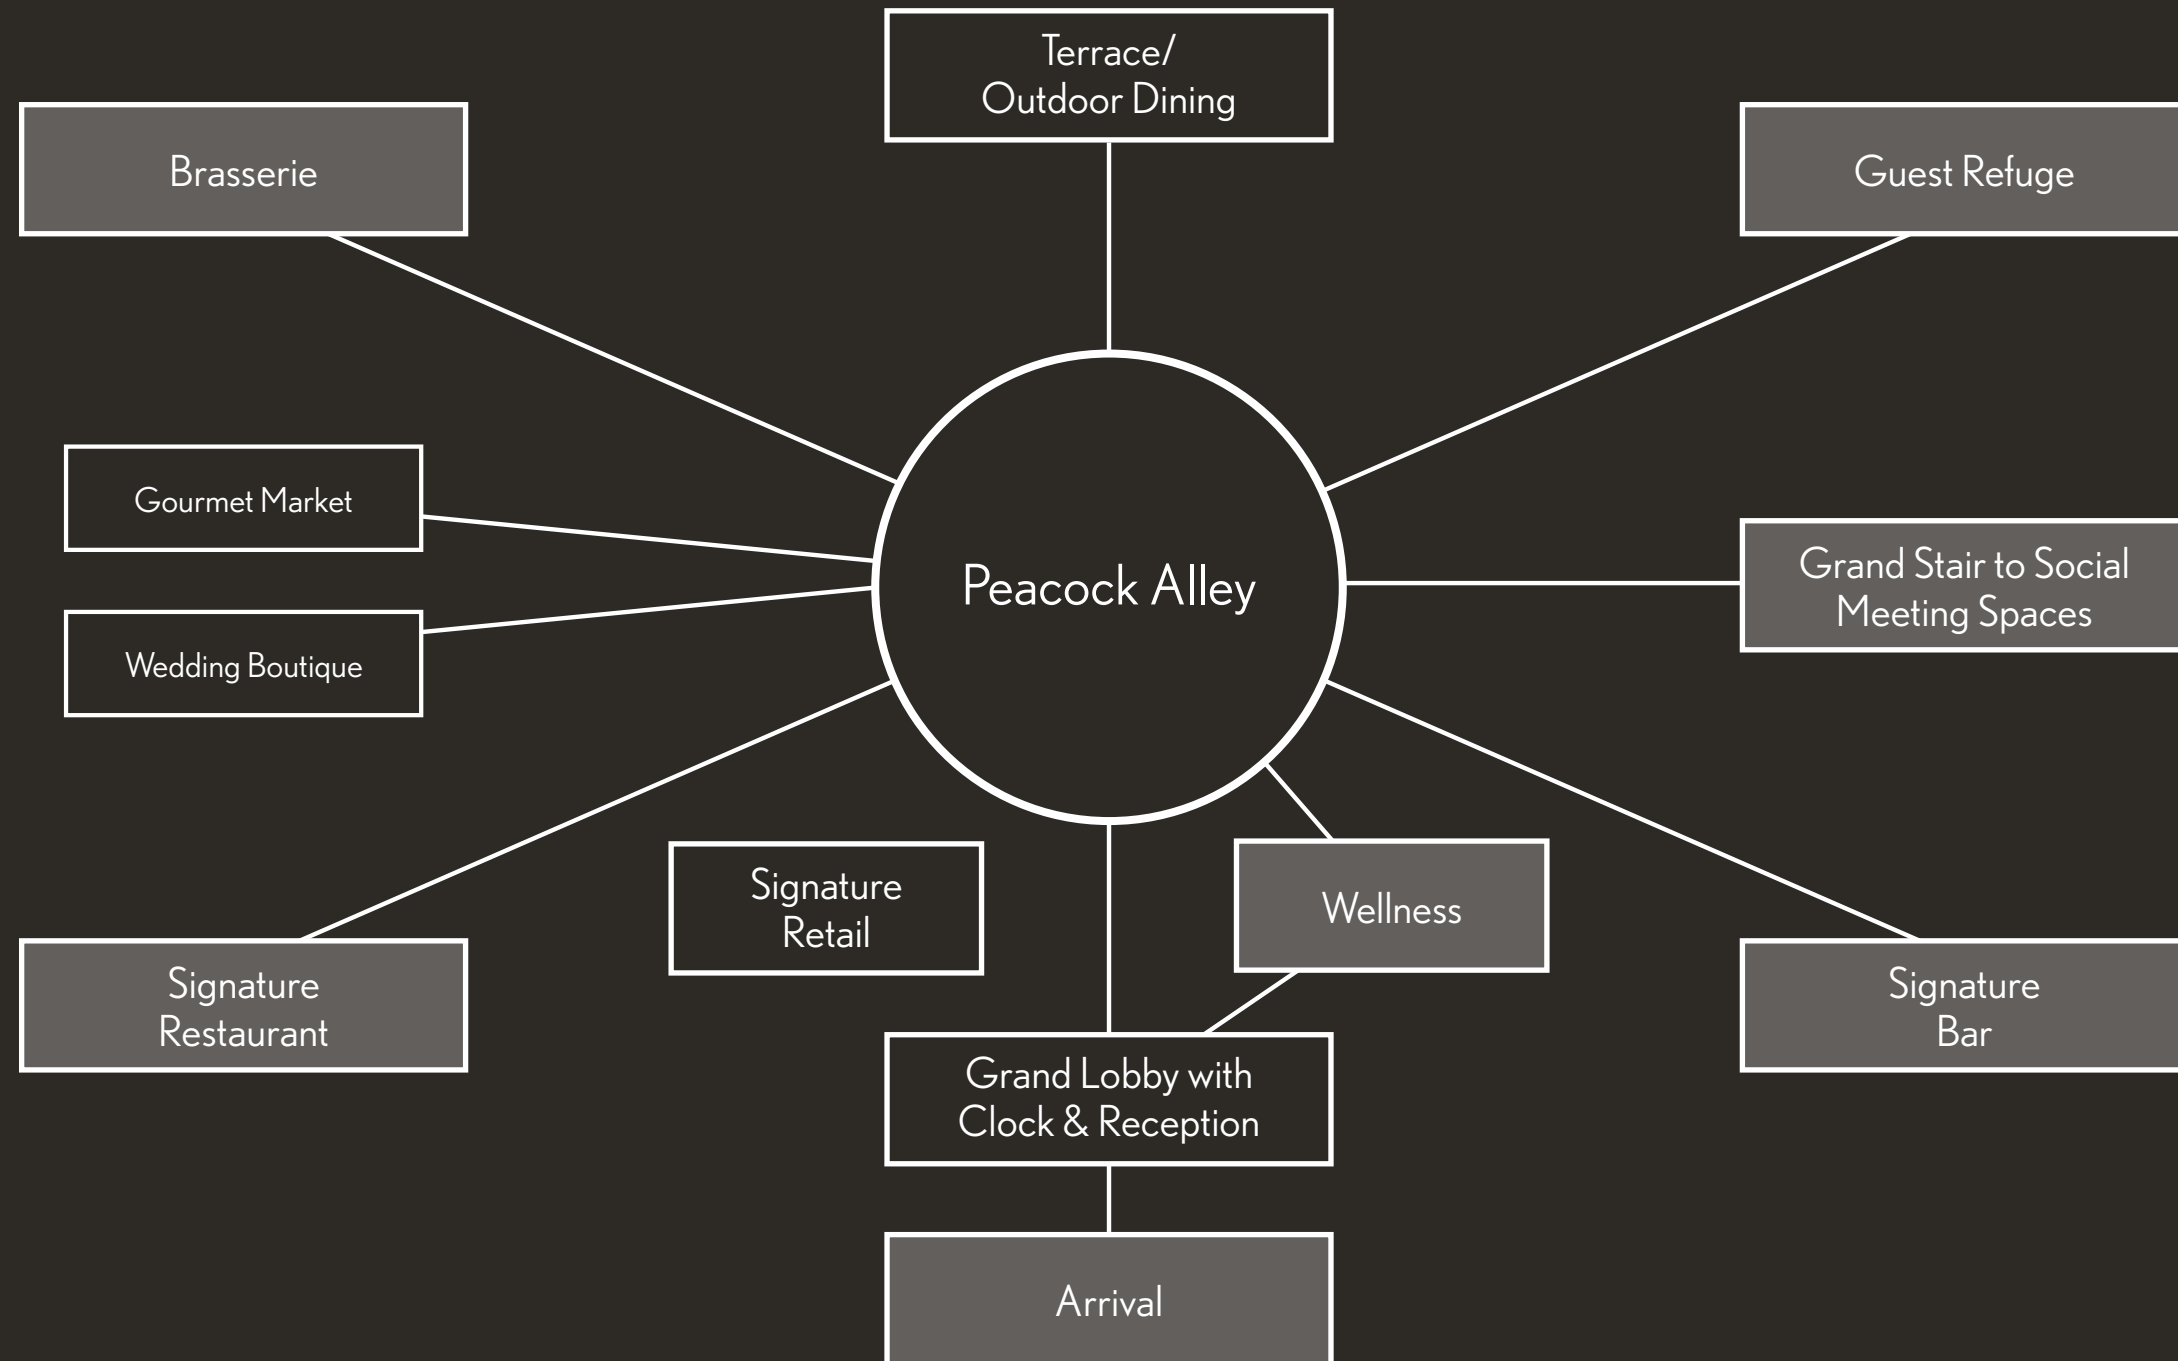 Terrace/
Outdoor Dining
Brasserie
Guest Refuge
Gourmet Market
Grand Stair to Social
Meeting Spaces
Peacock Alley
Wedding Boutique
Signature
Retail
Wellness
Signature
Restaurant
Signature
Bar
Grand Lobby with
Clock & Reception
Arrival